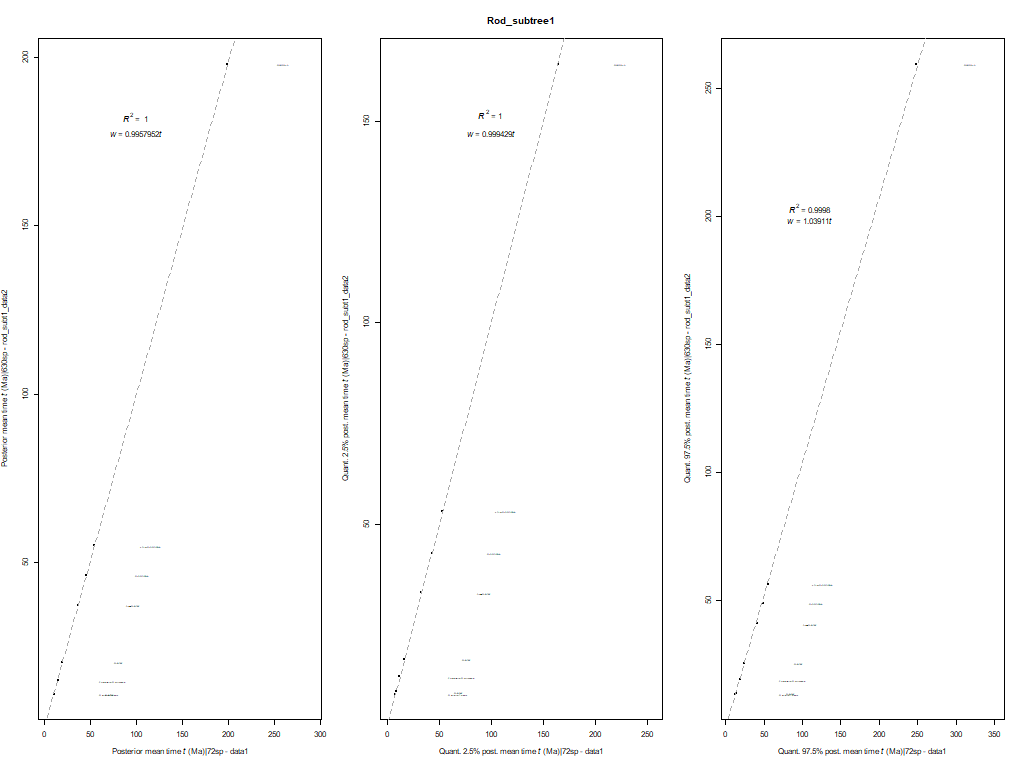 Rod_subtree1
R2 = 1
w = 0.9957952t
200
150
100
50
0 50 100 150 200 250 300
Posterior mean time t (Ma)|630sp - rod_subt1_data2
Posterior mean time t (Ma)|72sp - data1
R2 = 1
w = 0.999429t
150
100
50
0 50 100 150 200 250
Quant. 2.5% post. mean time t (Ma)|630sp - rod_subt1_data2
Quant. 2.5% post. mean time t (Ma)|72sp - data1
R2 = 0.9998
w = 1.03911t
250
200
150
100
50
0 50 100 150 200 250 300 350
Quant. 97.5% post. mean time t (Ma)|630sp - rod_subt1_data2
Quant. 97.5% post. mean time t (Ma)|72sp - data1